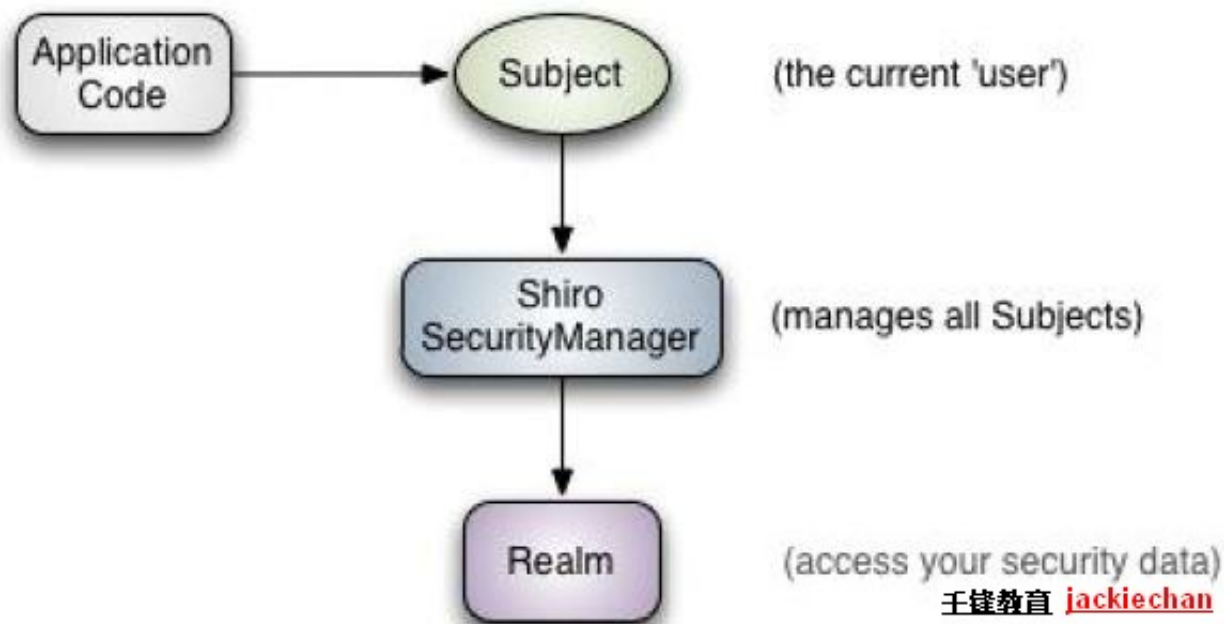 Application
Code
Subject
(the current 'user')
Shiro
SecurityManager
(manages all Subjects)
Realm
(access your security data)
千锋教育 jackiechan